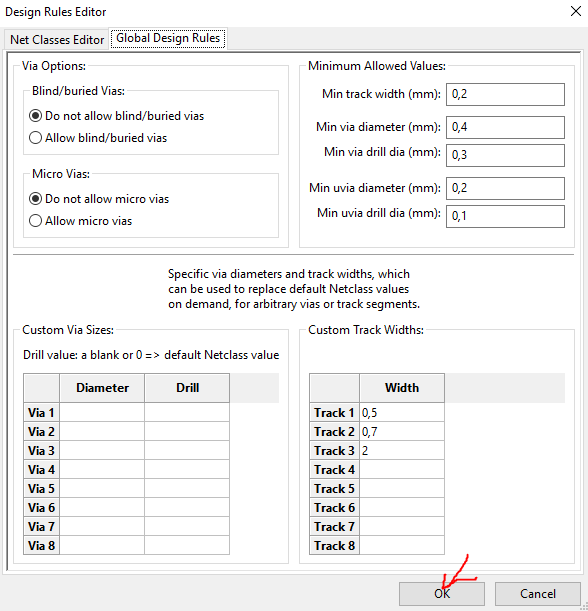 Design Rules Editor
Net Classes Editor
Global Design Rules
Via Options:
Blind/buried Vias:
Do not allow blind/buried vias
Allow blind/buried vias
Micro Vias:
Do not allow micro vias
Allow micro vias
Minimum Allowed Values:
Min track width (mm): 0,2
Min via diameter (mm): 0,4
Min via drill dia (mm): 0,3
Min uvia diameter (mm): 0,2
Min uvia drill dia (mm): 0,1
Specific via diameters and track widths, which
can be used to replace default Netclass values
on demand, for arbitrary vias or track segments.
Custom Via Sizes:
Drill value: a blank or 0 => default Netclass value
Diameter Drill
Via 1
Via 2
Via 3
Via 4
Via 5
Via 6
Via 7
Via 8
Custom Track Widths:
Width
Track 1 0,5
Track 2 0,7
Track 3 2
Track 4
Track 5
Track 6
Track 7
Track 8
OK
Cancel